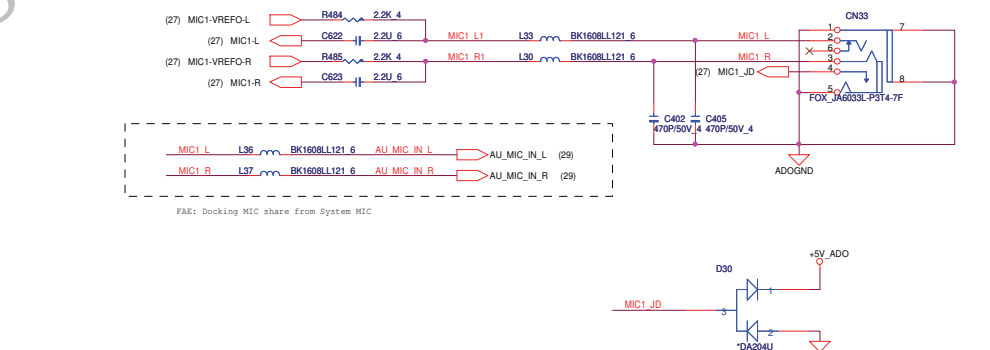 (27) MIC1-VREFO-L R484 2.2K_4 CN33
(27) MIC1-L C622 2.2U_6 MIC1_L1 L33 BK1608LL121_6 MIC1_L 1 2 7
(27) MIC1-VREFO-R R485 2.2K_4 MIC1_R1 L30 BK1608LL121_6 MIC1_R 6 3
(27) MIC1-R C623 2.2U_6 (27) MIC1_JD 4 8
5
FOX_JA6033L-P3T4-7F
C402 C405
470P/50V_4 470P/50V_4
MIC1_L L36 BK1608LL121_6 AU_MIC_IN_L AU_MIC_IN_L (29)
MIC1_R L37 BK1608LL121_6 AU_MIC_IN_R AU_MIC_IN_R (29)
ADOGND
FAE: Docking MIC share from System MIC
+5V_ADO
D30
1
MIC1_JD 3
2
*DA204U